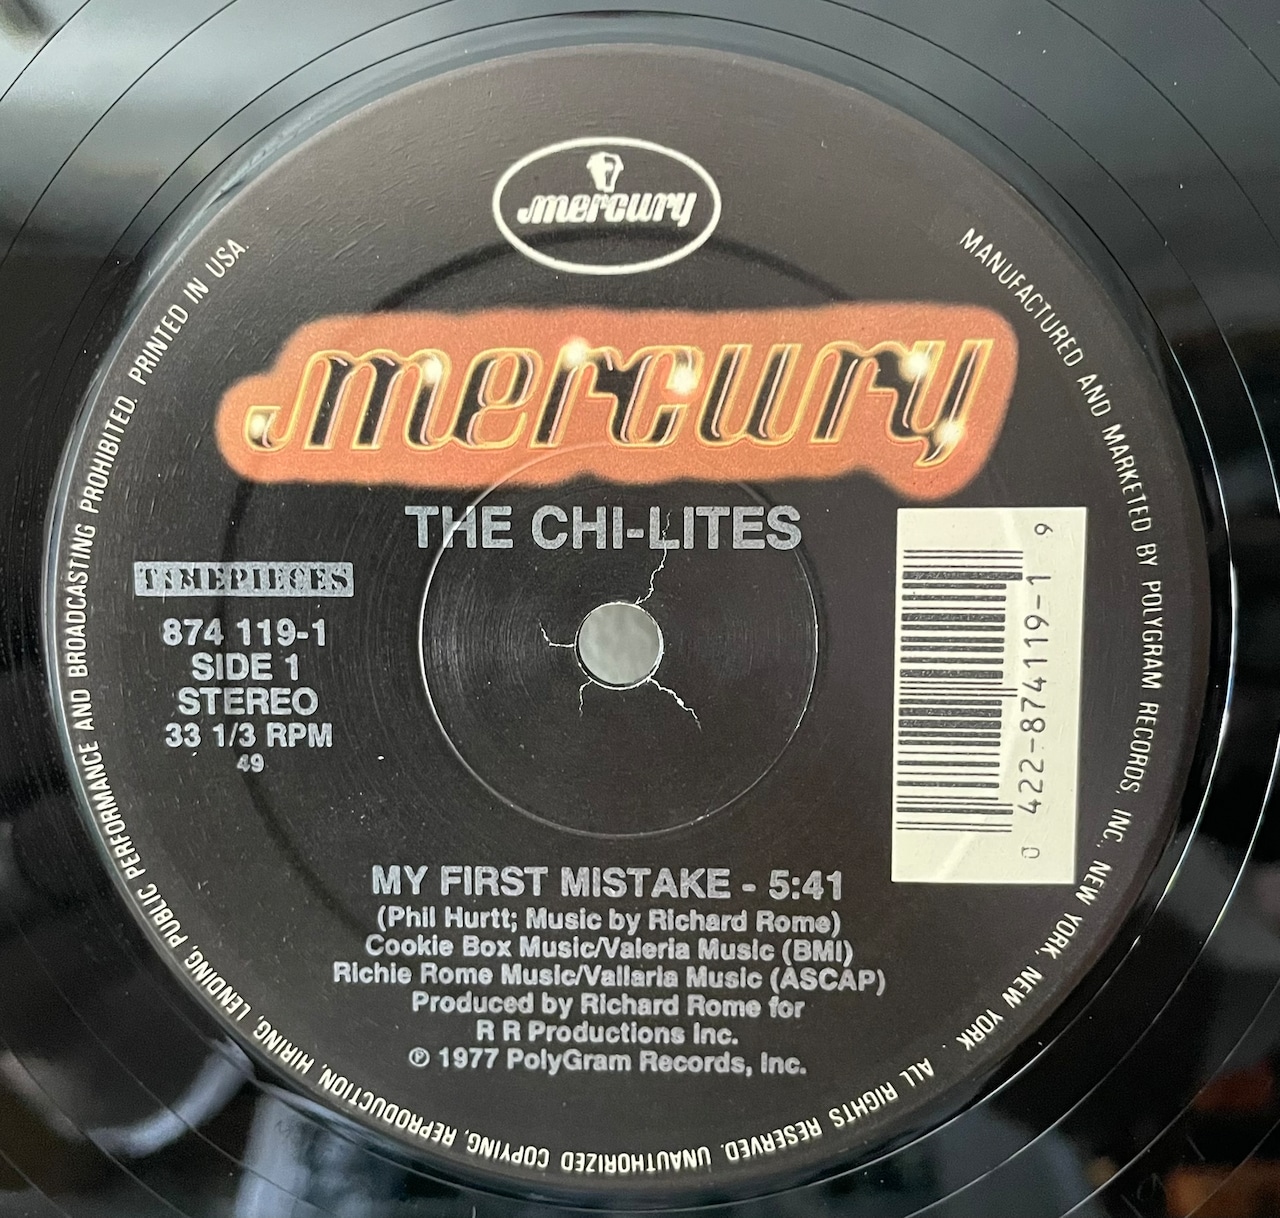 mercury
mercury
THE CHI-LITES
TIMEPIECES
874 119-1
SIDE 1
STEREO
33 1/3 RPM
49
0 422-874119-1 9
MY FIRST MISTAKE - 5:41
(Phil Hurtt; Music by Richard Rome)
Cookie Box Music/Valeria Music (BMI)
Richie Rome Music/Vallaria Music (ASCAP)
Produced by Richard Rome for
R R Productions Inc.
℗ 1977 PolyGram Records, Inc.
MANUFACTURED AND MARKETED BY POLYGRAM RECORDS, INC., NEW YORK, NEW YORK. ALL RIGHTS RESERVED. UNAUTHORIZED COPYING, REPRODUCTION, HIRING, LENDING, PUBLIC PERFORMANCE AND BROADCASTING PROHIBITED. PRINTED IN USA.